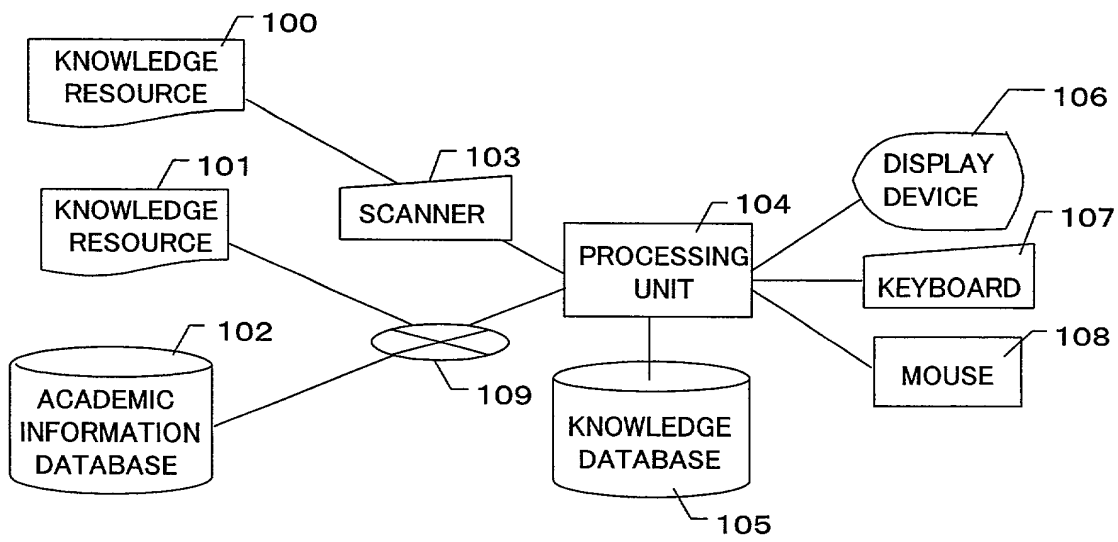 100
KNOWLEDGE
RESOURCE
101
KNOWLEDGE
RESOURCE
102
ACADEMIC
INFORMATION
DATABASE
103
SCANNER
109
104
PROCESSING
UNIT
KNOWLEDGE
DATABASE
105
106
DISPLAY
DEVICE
107
KEYBOARD
108
MOUSE